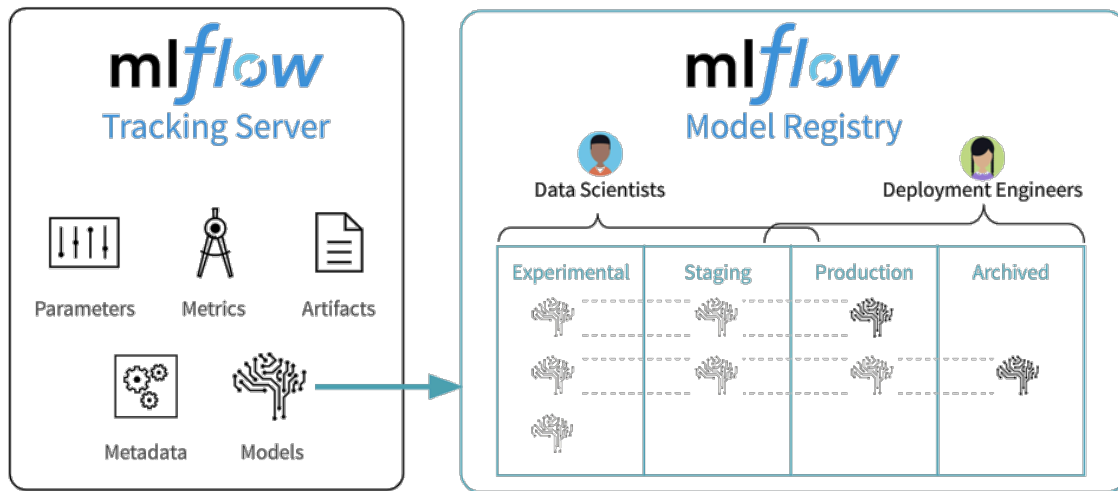 mlflow
Tracking Server
Parameters
Metrics
Artifacts
Metadata
Models
mlflow
Model Registry
Data Scientists
Deployment Engineers
Experimental
Staging
Production
Archived